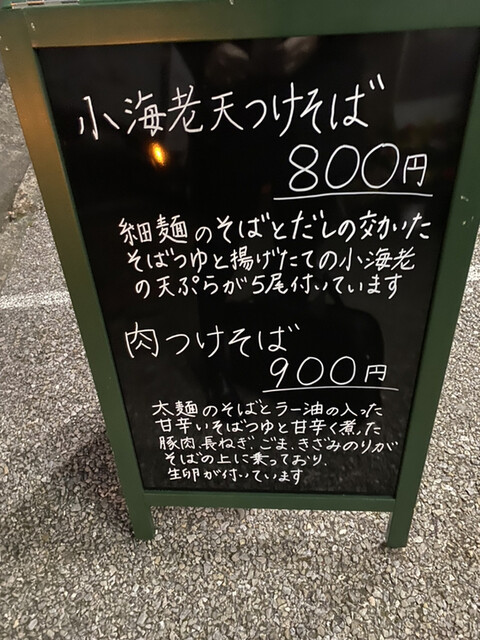 小海老天つけそば
800円
細麺のそばとだしの効いた
そばつゆと揚げたての小海老
の天ぷらが5尾付いています
肉つけそば
900円
太麺のそばとラー油の入った
甘辛いそばつゆと甘辛く煮た
豚肉、長ねぎ、ごま、きざみのりが
そばの上に乗っており、
生卵が付いています